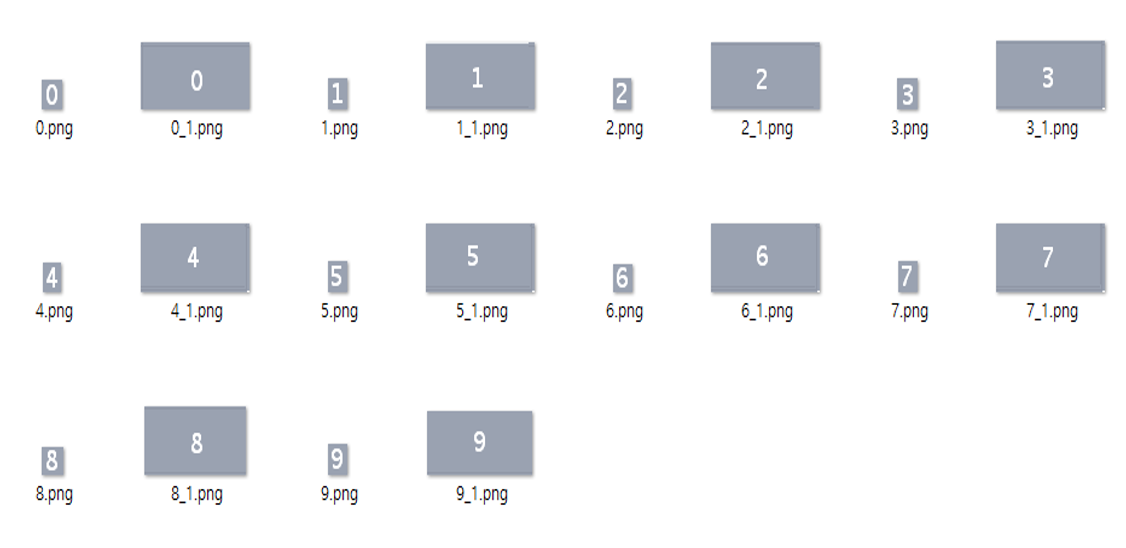 0 0 1 1 2 2 3 3
0.png 0_1.png 1.png 1_1.png 2.png 2_1.png 3.png 3_1.png
4 4 5 5 6 6 7 7
4.png 4_1.png 5.png 5_1.png 6.png 6_1.png 7.png 7_1.png
8 8 9 9
8.png 8_1.png 9.png 9_1.png